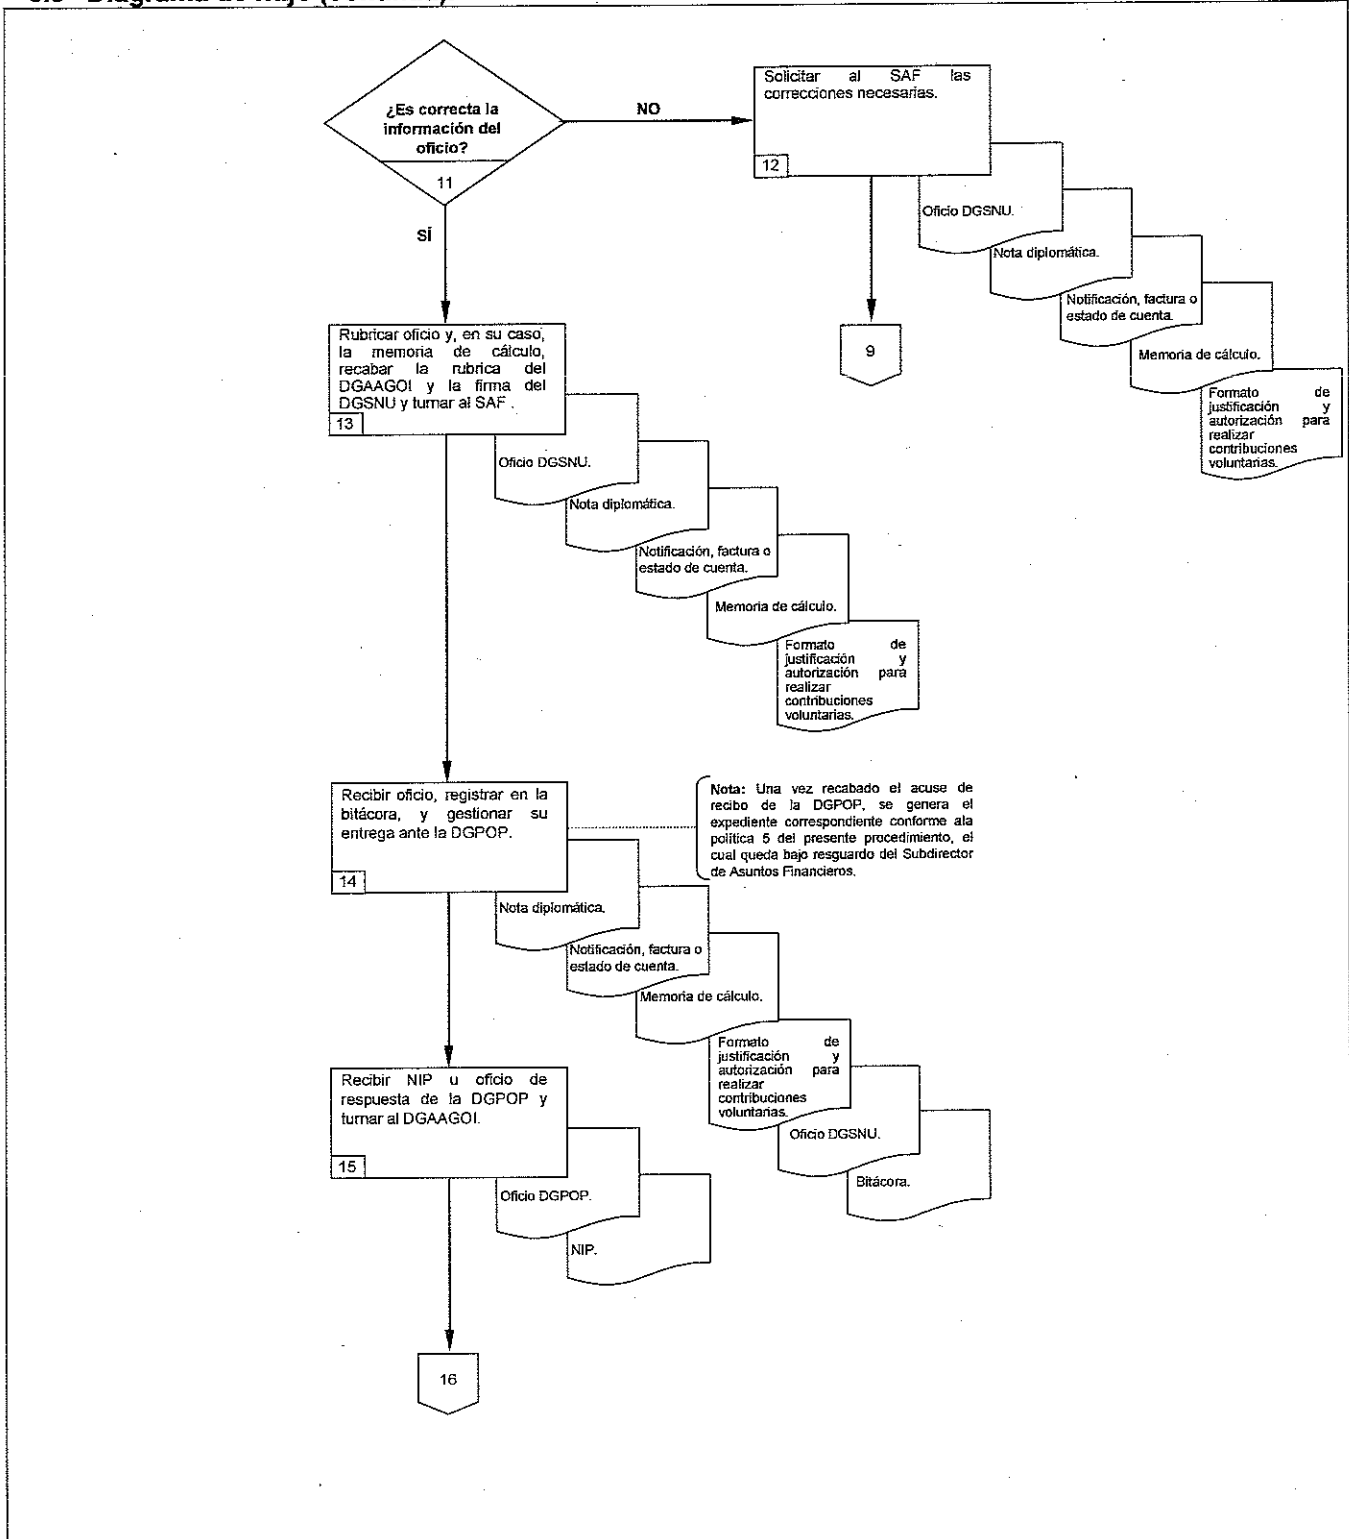 ¿Es correcta la
información del
oficio?
11
NO
SÍ
Solicitar al SAF las
correcciones necesarias.
12
Oficio DGSNU.
Nota diplomática.
Notificación, factura o
estado de cuenta.
Memoria de cálculo.
Formato de
justificación y
autorización para
realizar
contribuciones
voluntarias.
9
Rubricar oficio y, en su caso,
la memoria de cálculo,
recabar la rubrica del
DGAAGOI y la firma del
DGSNU y turnar al SAF .
13
Oficio DGSNU.
Nota diplomática.
Notificación, factura o
estado de cuenta.
Memoria de cálculo.
Formato de
justificación y
autorización para
realizar
contribuciones
voluntarias.
Recibir oficio, registrar en la
bitácora, y gestionar su
entrega ante la DGPOP.
14
Nota: Una vez recabado el acuse de
recibo de la DGPOP, se genera el
expediente correspondiente conforme ala
política 5 del presente procedimiento, el
cual queda bajo resguardo del Subdirector
de Asuntos Financieros.
Nota diplomática.
Notificación, factura o
estado de cuenta.
Memoria de cálculo.
Formato de
justificación y
autorización para
realizar
contribuciones
voluntarias.
Oficio DGSNU.
Bitácora.
Recibir NIP u oficio de
respuesta de la DGPOP y
turnar al DGAAGOI.
15
Oficio DGPOP.
NIP.
16